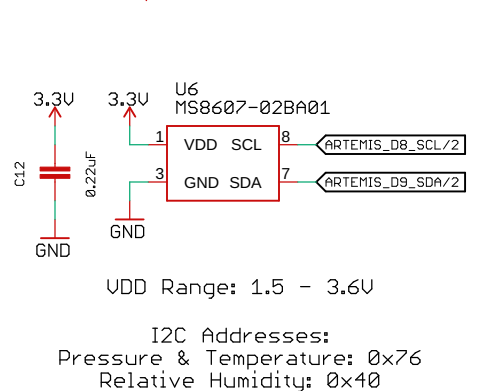 U6
MS8607-02BA01
3.3V
3.3V
1 VDD SCL 8 ARTEMIS_D8_SCL/2
3 GND SDA 7 ARTEMIS_D9_SDA/2
C12
0.22uF
GND
GND
VDD Range: 1.5 - 3.6V
I2C Addresses:
Pressure & Temperature: 0x76
Relative Humidity: 0x40